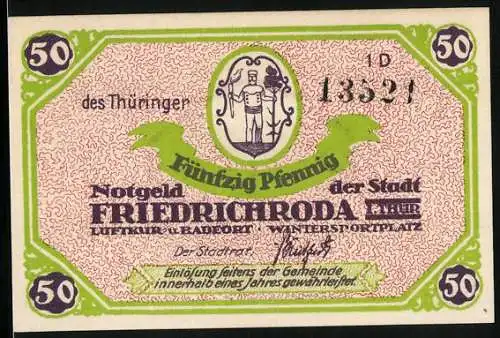 50
50
1D
des Thüringer
13521
Fünfzig Pfennig
Notgeld der Stadt
FRIEDRICHRODA I.THÜR
LUFTKUR- U. BADEORT · WINTERSPORTPLATZ
Der Stadtrat.
Einlösung seitens der Gemeinde
innerhalb eines Jahres gewährleistet.
50
50